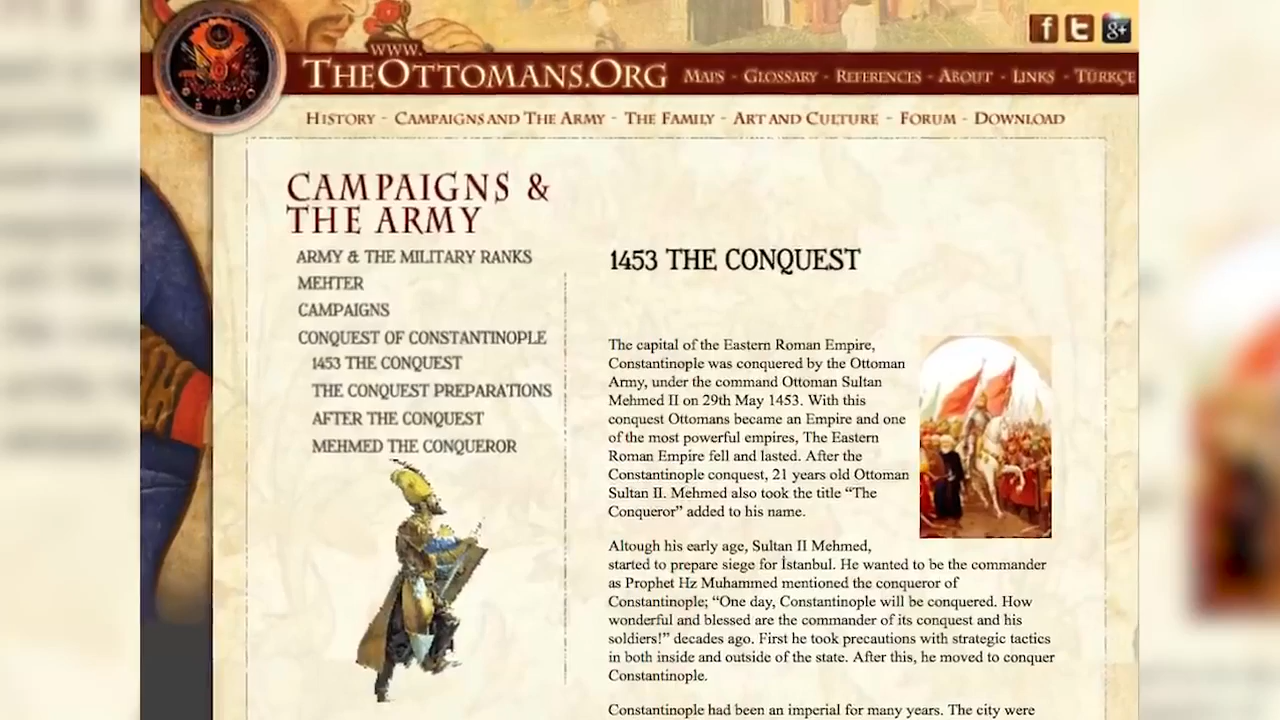 WWW.
THEOTTOMANS.ORG
MAPS - GLOSSARY - REFERENCES - ABOUT - LINKS - TÜRKÇE
HISTORY - CAMPAIGNS AND THE ARMY - THE FAMILY - ART AND CULTURE - FORUM - DOWNLOAD
CAMPAIGNS &
THE ARMY
ARMY & THE MILITARY RANKS
MEHTER
CAMPAIGNS
CONQUEST OF CONSTANTINOPLE
1453 THE CONQUEST
THE CONQUEST PREPARATIONS
AFTER THE CONQUEST
MEHMED THE CONQUEROR
1453 THE CONQUEST
The capital of the Eastern Roman Empire,
Constantinople was conquered by the Ottoman
Army, under the command Ottoman Sultan
Mehmed II on 29th May 1453. With this
conquest Ottomans became an Empire and one
of the most powerful empires, The Eastern
Roman Empire fell and lasted. After the
Constantinople conquest, 21 years old Ottoman
Sultan II. Mehmed also took the title “The
Conqueror” added to his name.
Altough his early age, Sultan II Mehmed,
started to prepare siege for İstanbul. He wanted to be the commander
as Prophet Hz Muhammed mentioned the conqueror of
Constantinople; “One day, Constantinople will be conquered. How
wonderful and blessed are the commander of its conquest and his
soldiers!” decades ago. First he took precautions with strategic tactics
in both inside and outside of the state. After this, he moved to conquer
Constantinople.
Constantinople had been an imperial for many years. The city were